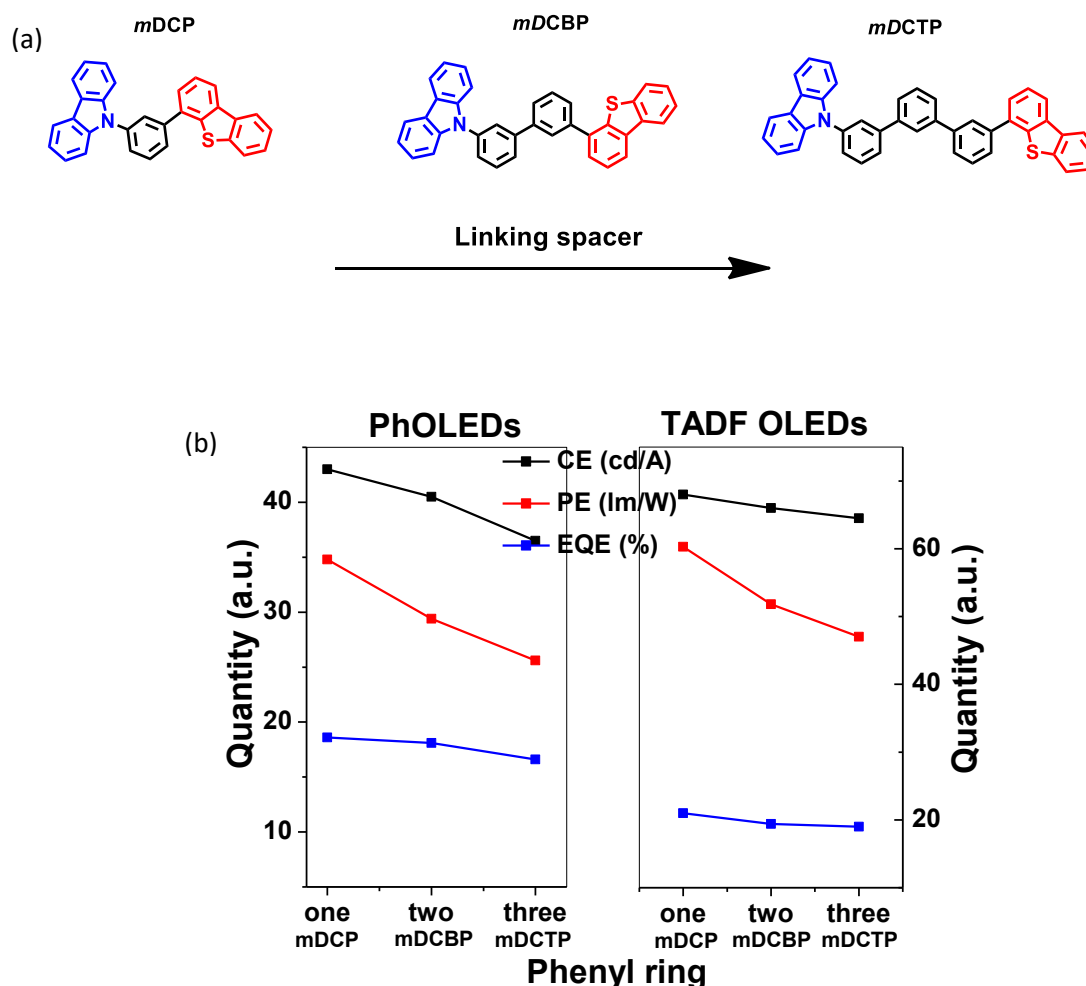 (a)
mDCP
mDCBP
mDCTP
N
S
N
S
N
S
Linking spacer
(b)
PhOLEDs
TADF OLEDs
CE (cd/A)
PE (lm/W)
EQE (%)
Quantity (a.u.)
40
30
20
10
60
40
20
Quantity (a.u.)
one two three
mDCP mDCBP mDCTP
one two three
mDCP mDCBP mDCTP
Phenyl ring